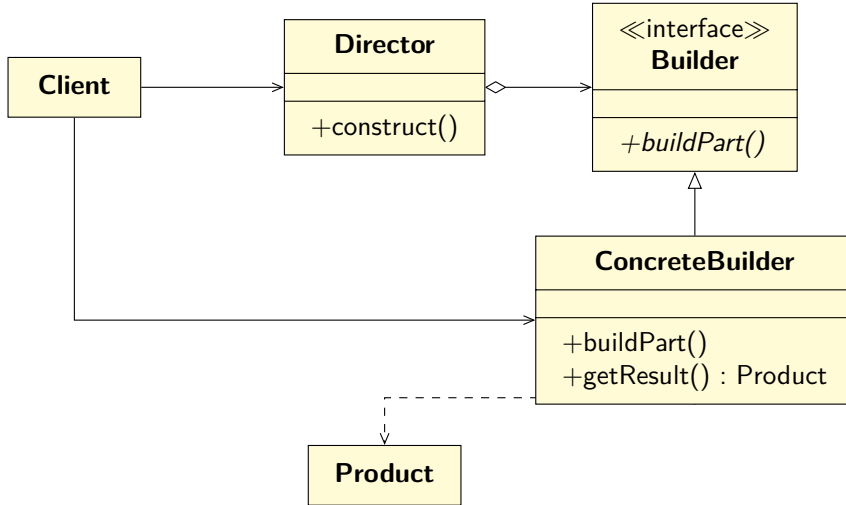 Client
Director
+construct()
≪interface≫
Builder
+buildPart()
ConcreteBuilder
+buildPart()
+getResult() : Product
Product